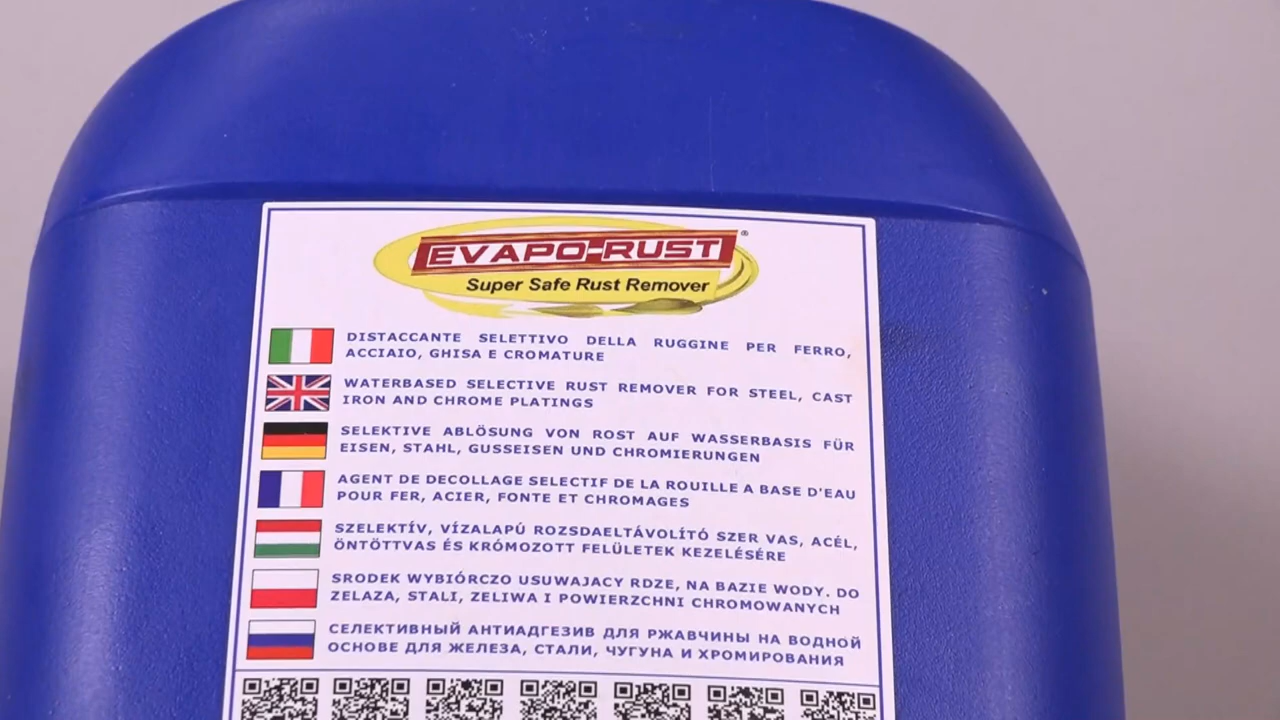 EVAPO-RUST®
Super Safe Rust Remover
DISTACCANTE SELETTIVO DELLA RUGGINE PER FERRO,
ACCIAIO, GHISA E CROMATURE
WATERBASED SELECTIVE RUST REMOVER FOR STEEL, CAST
IRON AND CHROME PLATINGS
SELEKTIVE ABLÖSUNG VON ROST AUF WASSERBASIS FÜR
EISEN, STAHL, GUSSEISEN UND CHROMIERUNGEN
AGENT DE DECOLLAGE SELECTIF DE LA ROUILLE A BASE D'EAU
POUR FER, ACIER, FONTE ET CHROMAGES
SZELEKTÍV, VÍZALAPÚ ROZSDAELTÁVOLÍTÓ SZER VAS, ACÉL,
ÖNTÖTTVAS ÉS KRÓMOZOTT FELÜLETEK KEZELÉSÉRE
SRODEK WYBIÓRCZO USUWAJACY RDZE, NA BAZIE WODY. DO
ZELAZA, STALI, ZELIWA I POWIERZCHNI CHROMOWANYCH
СЕЛЕКТИВНЫЙ АНТИАДГЕЗИВ ДЛЯ РЖАВЧИНЫ НА ВОДНОЙ
ОСНОВЕ ДЛЯ ЖЕЛЕЗА, СТАЛИ, ЧУГУНА И ХРОМИРОВАНИЯ